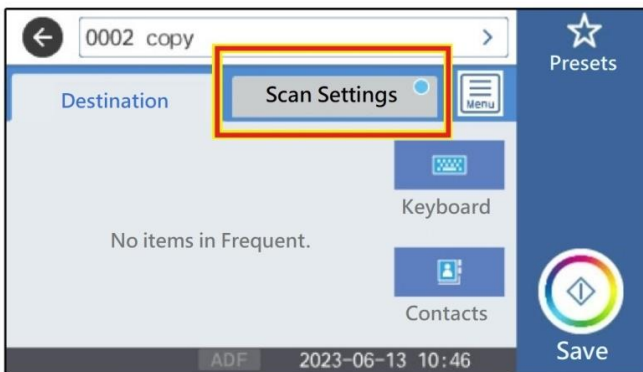 0002 copy
Presets
Destination
Scan Settings
Menu
Keyboard
No items in Frequent.
Contacts
Save
ADF 2023-06-13 10:46